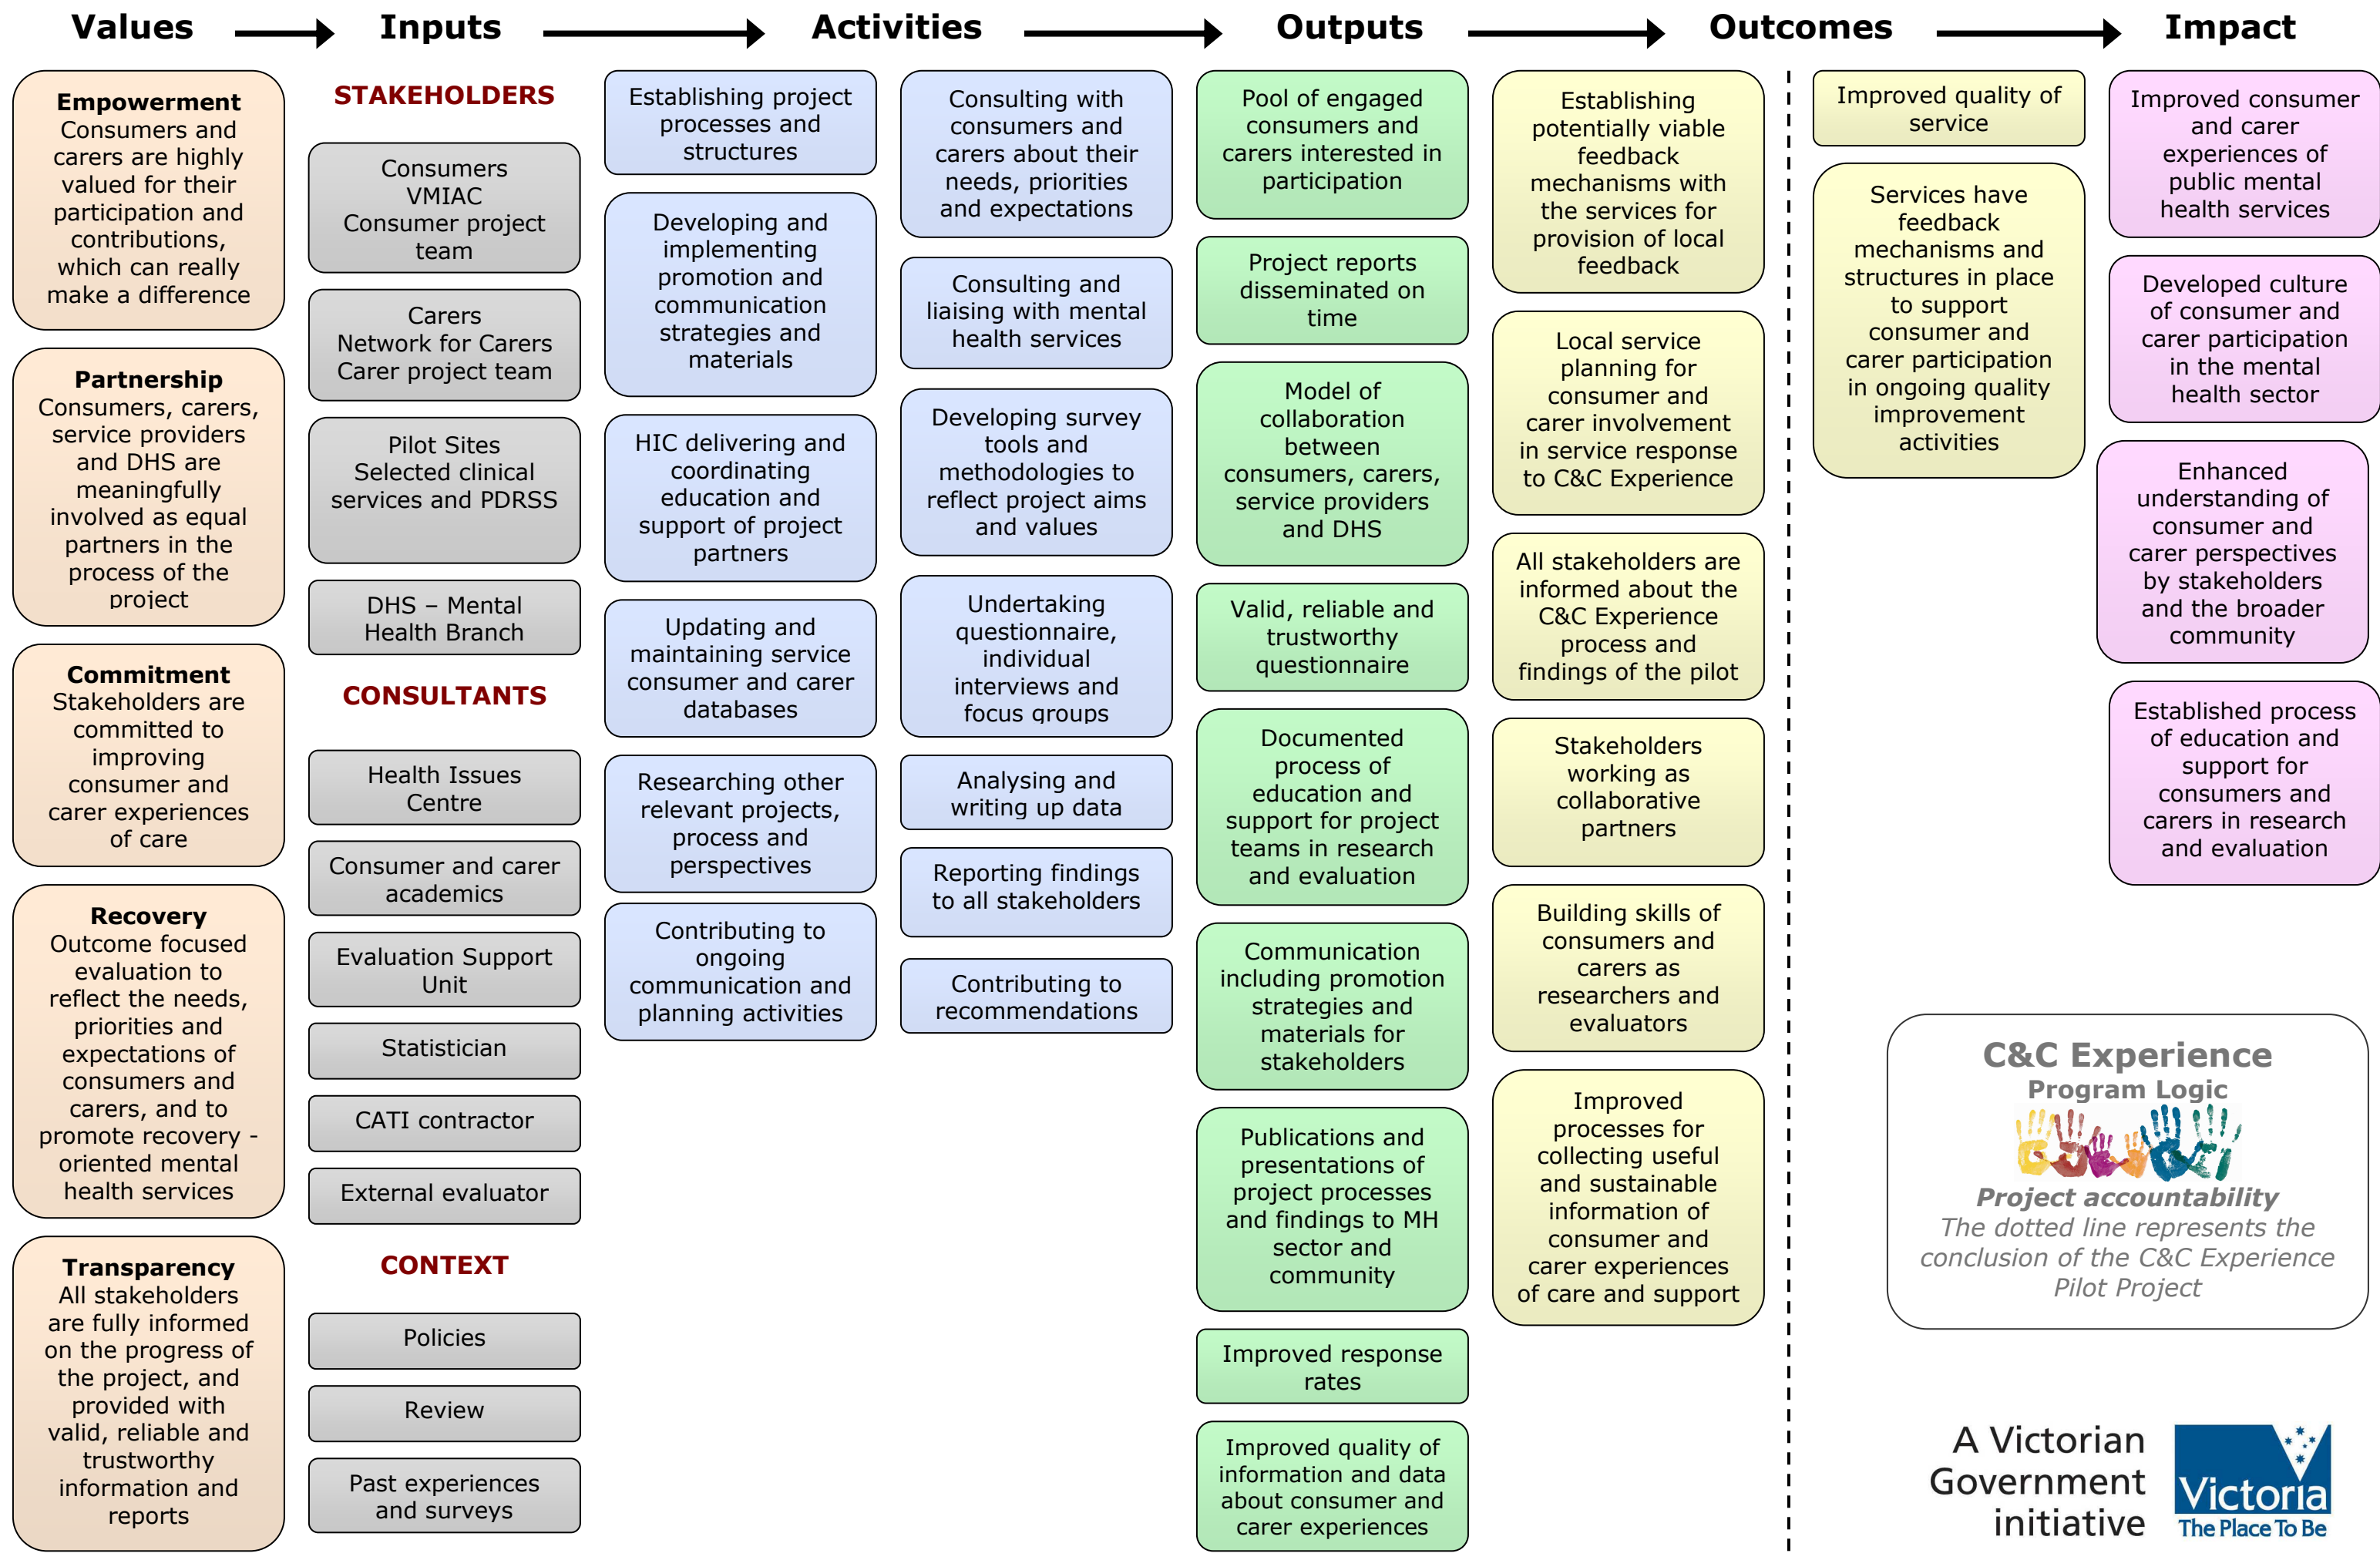 Values
Inputs
Activities
Outputs
Outcomes
Impact
Empowerment
Consumers and
carers are highly
valued for their
participation and
contributions,
which can really
make a difference
Partnership
Consumers, carers,
service providers
and DHS are
meaningfully
involved as equal
partners in the
process of the
project
Commitment
Stakeholders are
committed to
improving
consumer and
carer experiences
of care
Recovery
Outcome focused
evaluation to
reflect the needs,
priorities and
expectations of
consumers and
carers, and to
promote recovery -
oriented mental
health services
Transparency
All stakeholders
are fully informed
on the progress of
the project, and
provided with
valid, reliable and
trustworthy
information and
reports
STAKEHOLDERS
Consumers
VMIAC
Consumer project
team
Carers
Network for Carers
Carer project team
Pilot Sites
Selected clinical
services and PDRSS
DHS – Mental
Health Branch
CONSULTANTS
Health Issues
Centre
Consumer and carer
academics
Evaluation Support
Unit
Statistician
CATI contractor
External evaluator
CONTEXT
Policies
Review
Past experiences
and surveys
Establishing project
processes and
structures
Developing and
implementing
promotion and
communication
strategies and
materials
HIC delivering and
coordinating
education and
support of project
partners
Updating and
maintaining service
consumer and carer
databases
Researching other
relevant projects,
process and
perspectives
Contributing to
ongoing
communication and
planning activities
Consulting with
consumers and
carers about their
needs, priorities
and expectations
Consulting and
liaising with mental
health services
Developing survey
tools and
methodologies to
reflect project aims
and values
Undertaking
questionnaire,
individual
interviews and
focus groups
Analysing and
writing up data
Reporting findings
to all stakeholders
Contributing to
recommendations
Pool of engaged
consumers and
carers interested in
participation
Project reports
disseminated on
time
Model of
collaboration
between
consumers, carers,
service providers
and DHS
Valid, reliable and
trustworthy
questionnaire
Documented
process of
education and
support for project
teams in research
and evaluation
Communication
including promotion
strategies and
materials for
stakeholders
Publications and
presentations of
project processes
and findings to MH
sector and
community
Improved response
rates
Improved quality of
information and data
about consumer and
carer experiences
Establishing
potentially viable
feedback
mechanisms with
the services for
provision of local
feedback
Local service
planning for
consumer and
carer involvement
in service response
to C&C Experience
All stakeholders are
informed about the
C&C Experience
process and
findings of the pilot
Stakeholders
working as
collaborative
partners
Building skills of
consumers and
carers as
researchers and
evaluators
Improved
processes for
collecting useful
and sustainable
information of
consumer and
carer experiences
of care and support
Improved quality of
service
Services have
feedback
mechanisms and
structures in place
to support
consumer and
carer participation
in ongoing quality
improvement
activities
Improved consumer
and carer
experiences of
public mental
health services
Developed culture
of consumer and
carer participation
in the mental
health sector
Enhanced
understanding of
consumer and
carer perspectives
by stakeholders
and the broader
community
Established process
of education and
support for
consumers and
carers in research
and evaluation
C&C Experience
Program Logic
Project accountability
The dotted line represents the
conclusion of the C&C Experience
Pilot Project
A Victorian
Government
initiative
Victoria
The Place To Be